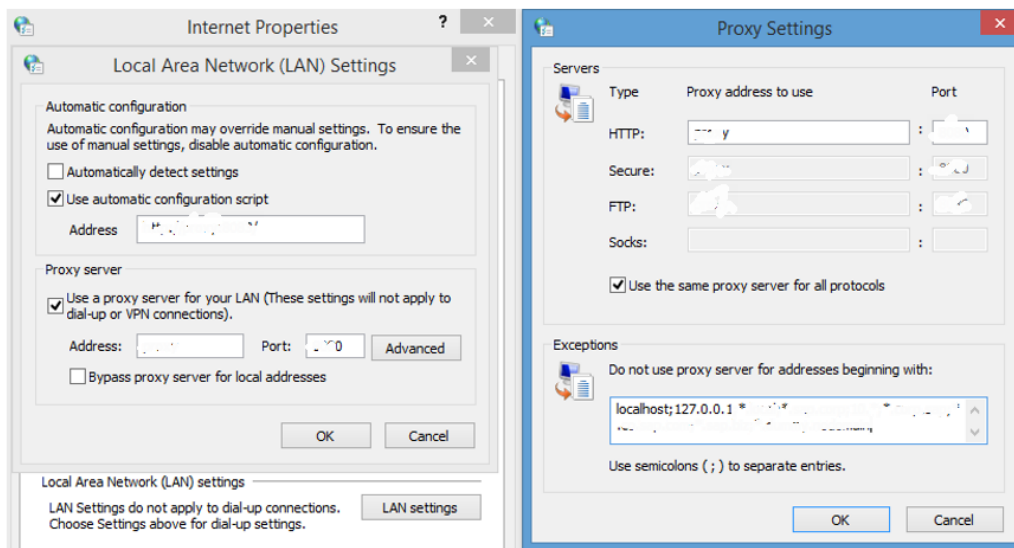 Internet Properties
?
Local Area Network (LAN) Settings
Automatic configuration
Automatic configuration may override manual settings. To ensure the
use of manual settings, disable automatic configuration.
Automatically detect settings
Use automatic configuration script
Address
Proxy server
Use a proxy server for your LAN (These settings will not apply to
dial-up or VPN connections).
Address:
Port:
Advanced
Bypass proxy server for local addresses
OK
Cancel
Local Area Network (LAN) settings
LAN Settings do not apply to dial-up connections.
Choose Settings above for dial-up settings.
LAN settings
Proxy Settings
Servers
Type
Proxy address to use
Port
HTTP:
:
Secure:
:
FTP:
:
Socks:
:
Use the same proxy server for all protocols
Exceptions
Do not use proxy server for addresses beginning with:
localhost;127.0.0.1
Use semicolons ( ; ) to separate entries.
OK
Cancel